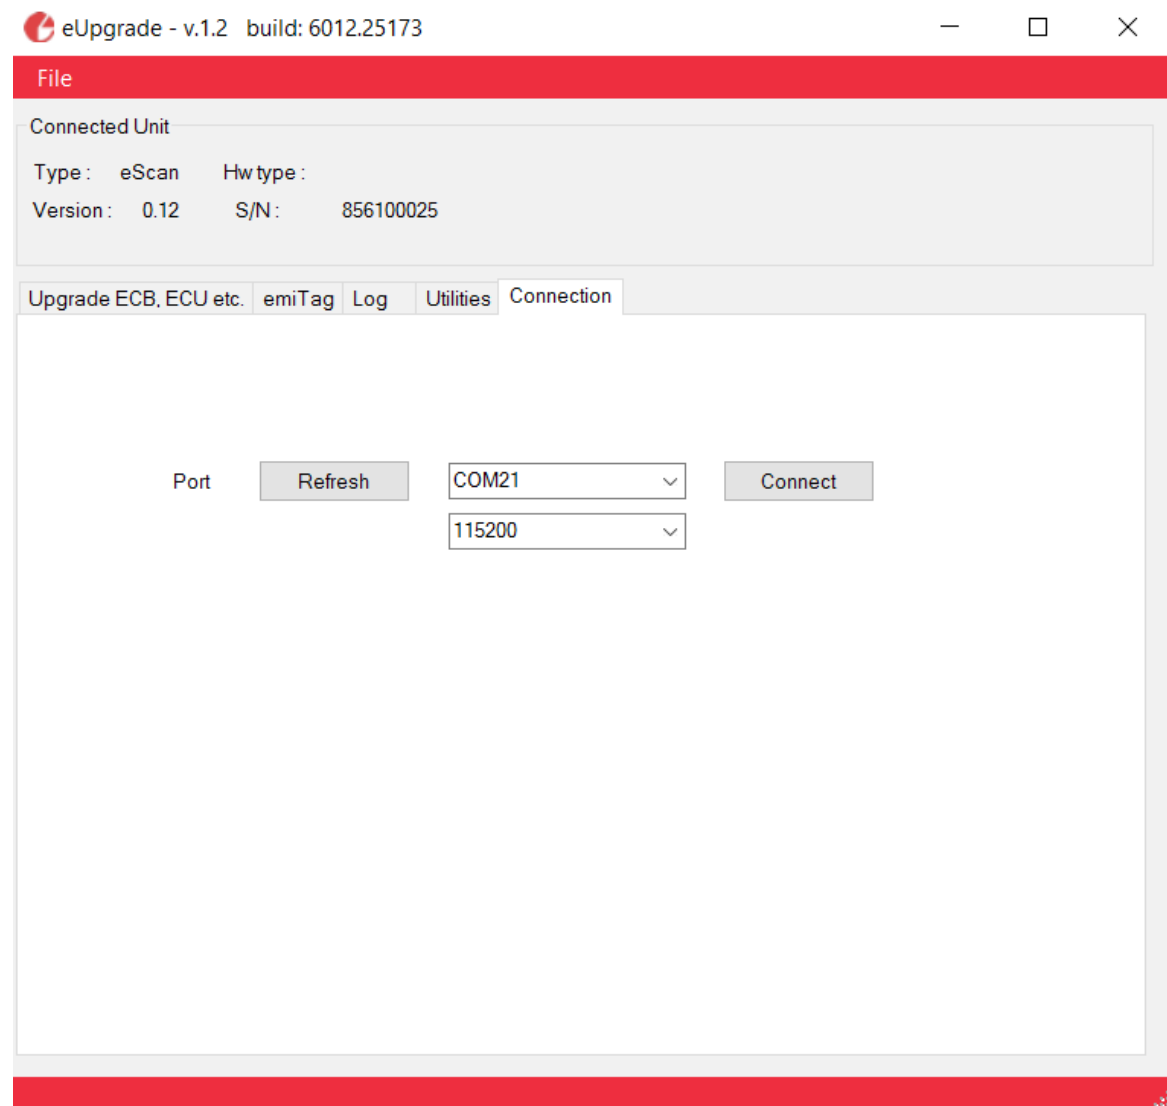 eUpgrade - v.1.2 build: 6012.25173
File
Connected Unit
Type : eScan Hw type :
Version : 0.12 S/N : 856100025
Upgrade ECB, ECU etc. emiTag Log Utilities Connection
Port Refresh COM21 Connect
115200